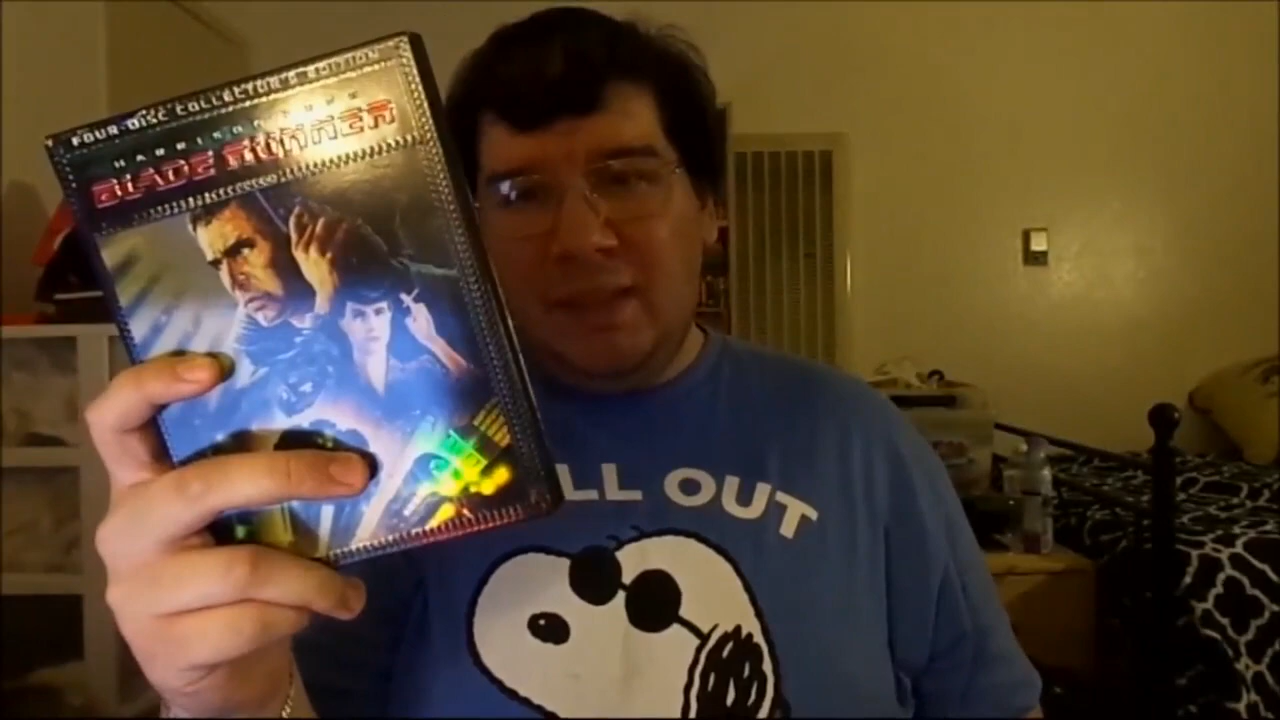 FOUR-DISC COLLECTOR'S EDITION
HARRISON FORD
BLADE RUNNER
LL OUT